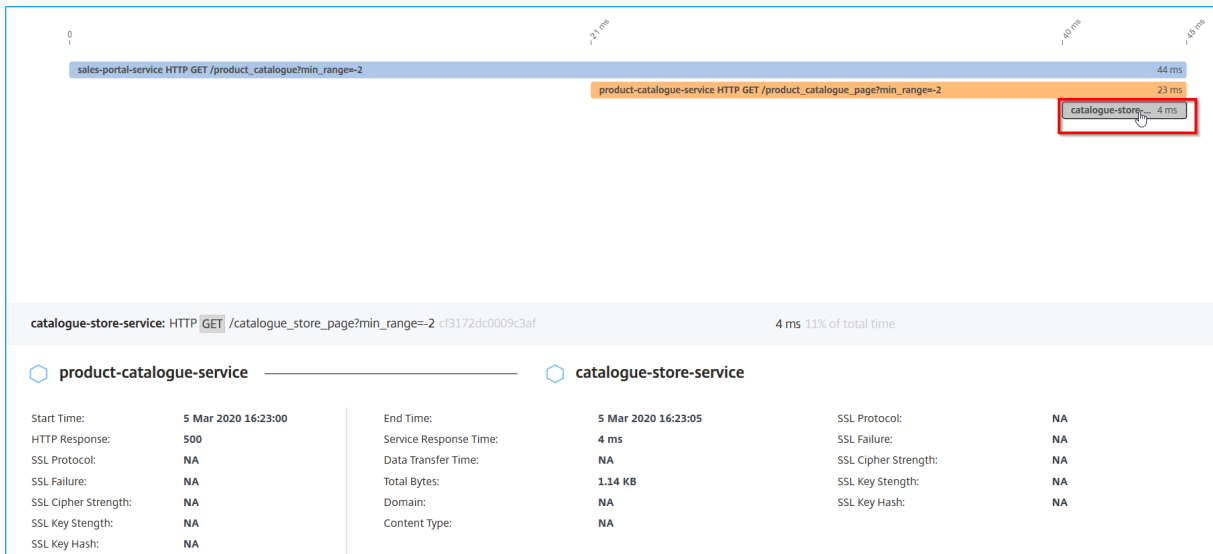 0 21 ms 40 ms 45 ms
sales-portal-service HTTP GET /product_catalogue?min_range=-2 44 ms
product-catalogue-service HTTP GET /product_catalogue_page?min_range=-2 23 ms
catalogue-store-... 4 ms
catalogue-store-service: HTTP GET /catalogue_store_page?min_range=-2 cf3172dc0009c3af 4 ms 11% of total time
product-catalogue-service catalogue-store-service
Start Time: 5 Mar 2020 16:23:00 End Time: 5 Mar 2020 16:23:05 SSL Protocol: NA
HTTP Response: 500 Service Response Time: 4 ms SSL Failure: NA
SSL Protocol: NA Data Transfer Time: NA SSL Cipher Strength: NA
SSL Failure: NA Total Bytes: 1.14 KB SSL Key Stength: NA
SSL Cipher Strength: NA Domain: NA SSL Key Hash: NA
SSL Key Stength: NA Content Type: NA
SSL Key Hash: NA